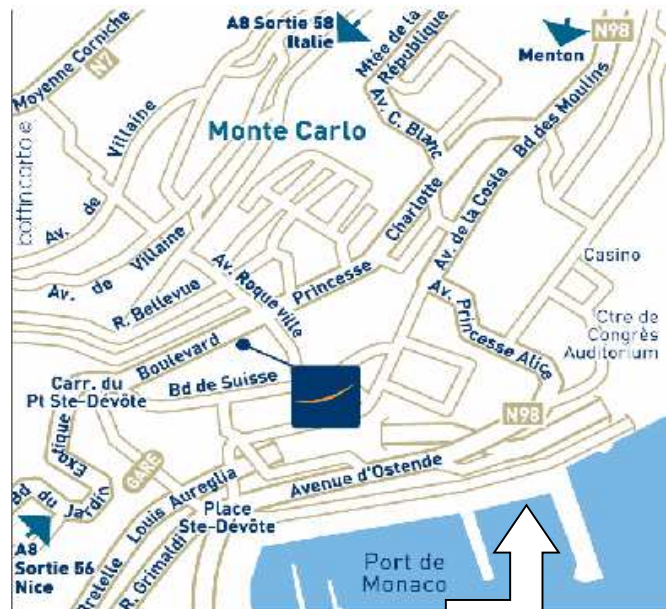 A8 Sortie 58
Italie
Mtée de la
République
N98
Menton
Moyenne Corniche
N7
Av. de Villaine
Monte Carlo
Av. C. Blanc
Bd des Moulins
bottin carto ©
Charlotte
Av. de la Costa
Casino
Av. de Villaine
R. Bellevue
Av. Roqueville
Princesse
Av. Princesse Alice
Ctre de
Congrès
Auditorium
Boulevard
Bd de Suisse
Carr. du
Pt Ste-Dévôte
N98
Exotique
GARE
Avenue d'Ostende
Bd du Jardin
Louis Aureglia
Place
Ste-Dévôte
A8
Sortie 56
Nice
Bretelle
R. Grimaldi
Port de
Monaco